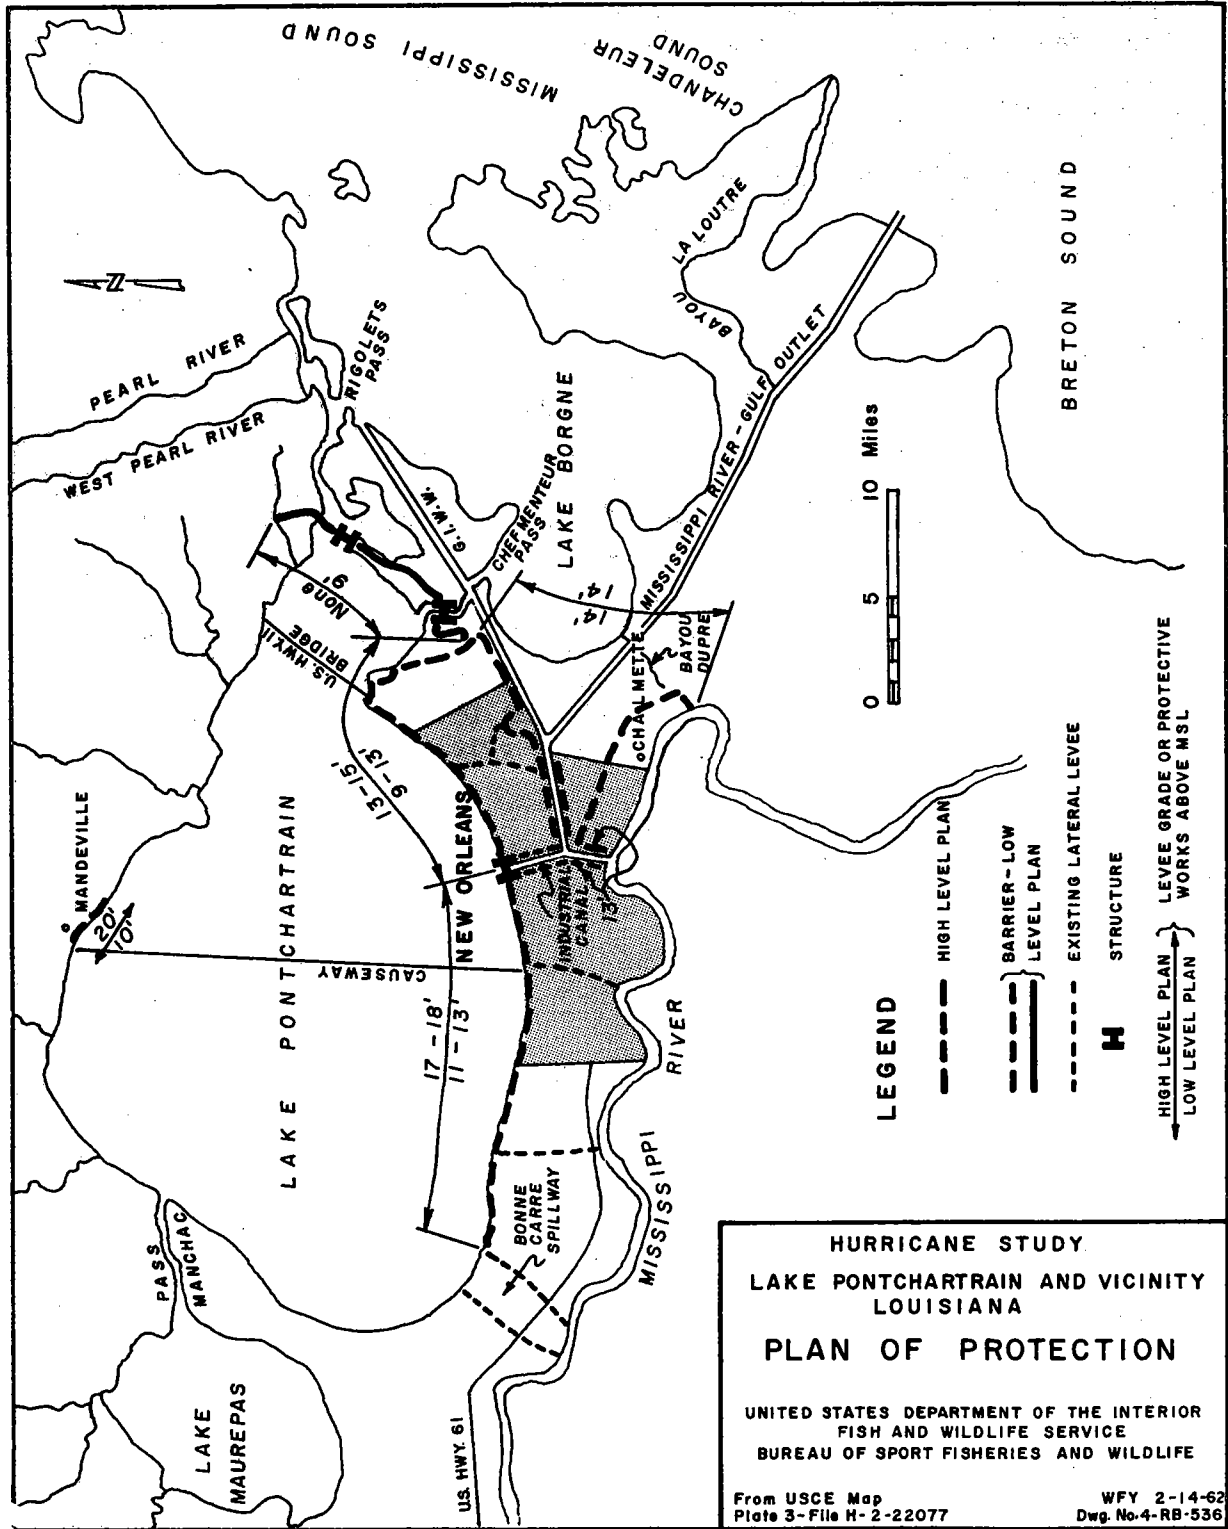 MISSISSIPPI SOUND
CHANDELEUR
SOUND
BRETON SOUND
N
PEARL RIVER
WEST PEARL RIVER
RIGOLETS
PASS
BAYOU LA LOUTRE
LAKE BORGNE
G.I.W.W.
CHEFMENTEUR
PASS
MISSISSIPPI RIVER-GULF OUTLET
None
9'
U.S. HWY. 11
BRIDGE
14'
14'
CHALMETTE
BAYOU
DUPRE
0 5 10 Miles
13-15'
9-13'
MANDEVILLE
20'
10'
LAKE PONTCHARTRAIN
NEW ORLEANS
INDUSTRIAL
CANAL
13'
CAUSEWAY
17-18'
11-13'
MISSISSIPPI RIVER
BONNE
CARRE
SPILLWAY
PASS
MANCHAC
LAKE
MAUREPAS
U.S. HWY. 61
LEGEND
HIGH LEVEL PLAN
BARRIER-LOW
LEVEL PLAN
EXISTING LATERAL LEVEE
STRUCTURE
HIGH LEVEL PLAN
LOW LEVEL PLAN
LEVEE GRADE OR PROTECTIVE
WORKS ABOVE MSL
HURRICANE STUDY
LAKE PONTCHARTRAIN AND VICINITY
LOUISIANA
PLAN OF PROTECTION
UNITED STATES DEPARTMENT OF THE INTERIOR
FISH AND WILDLIFE SERVICE
BUREAU OF SPORT FISHERIES AND WILDLIFE
From USCE Map
Plate 3-File H-2-22077
WFY 2-14-62
Dwg. No. 4-RB-536